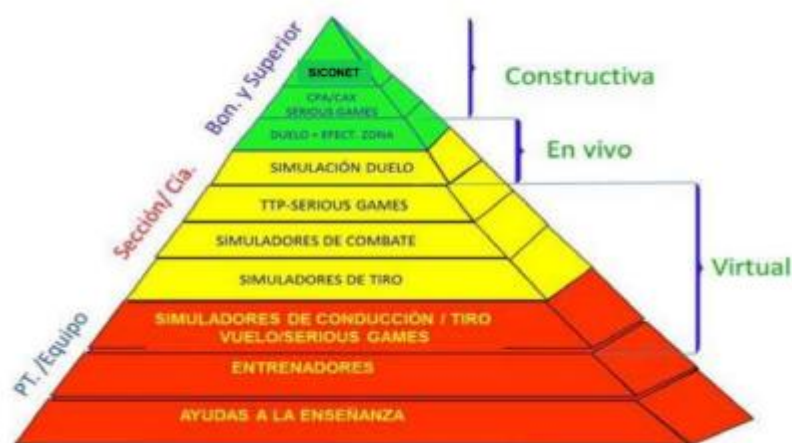 SICONET
CPA/CAX
SERIOUS GAMES
DUELO + EFECT. ZONA
SIMULACIÓN DUELO
TTP-SERIOUS GAMES
SIMULADORES DE COMBATE
SIMULADORES DE TIRO
SIMULADORES DE CONDUCCIÓN / TIRO
VUELO/SERIOUS GAMES
ENTRENADORES
AYUDAS A LA ENSEÑANZA
Bon. y Superior
Sección/ Cia.
PT. /Equipo
Constructiva
En vivo
Virtual